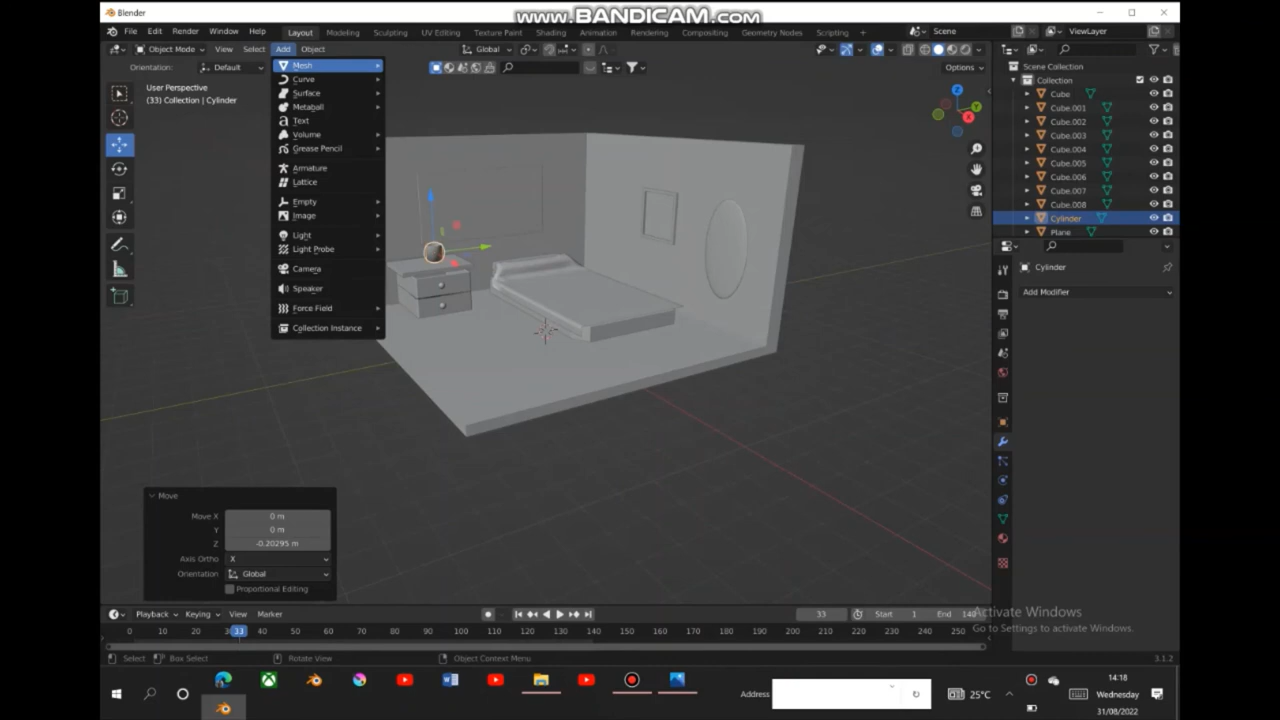 Blender
www.BANDICAM.com
File Edit Render Window Help Layout Modeling Sculpting UV Editing Texture Paint Shading Animation Rendering Compositing Geometry Nodes Scripting + Scene ViewLayer
Object Mode View Select Add Object Global
Orientation: Default Options
User Perspective
(33) Collection | Cylinder
Mesh
Curve
Surface
Metaball
Text
Volume
Grease Pencil
Armature
Lattice
Empty
Image
Light
Light Probe
Camera
Speaker
Force Field
Collection Instance
Z
Y
X
Scene Collection
Collection
Cube
Cube.001
Cube.002
Cube.003
Cube.004
Cube.005
Cube.006
Cube.007
Cube.008
Cylinder
Plane
Cylinder
Add Modifier
Move
Move X 0 m
Y 0 m
Z -0.20295 m
Axis Ortho X
Orientation Global
Proportional Editing
Playback Keying View Marker 33 Start 1 End 140
0 10 20 33 40 50 60 70 80 90 100 110 120 130 140 150 160 170 180 190 200 210 220 230 240 250
Activate Windows
Go to Settings to activate Windows.
Select Box Select Rotate View Object Context Menu 3.1.2
Address 25°C
14:18
Wednesday
31/08/2022